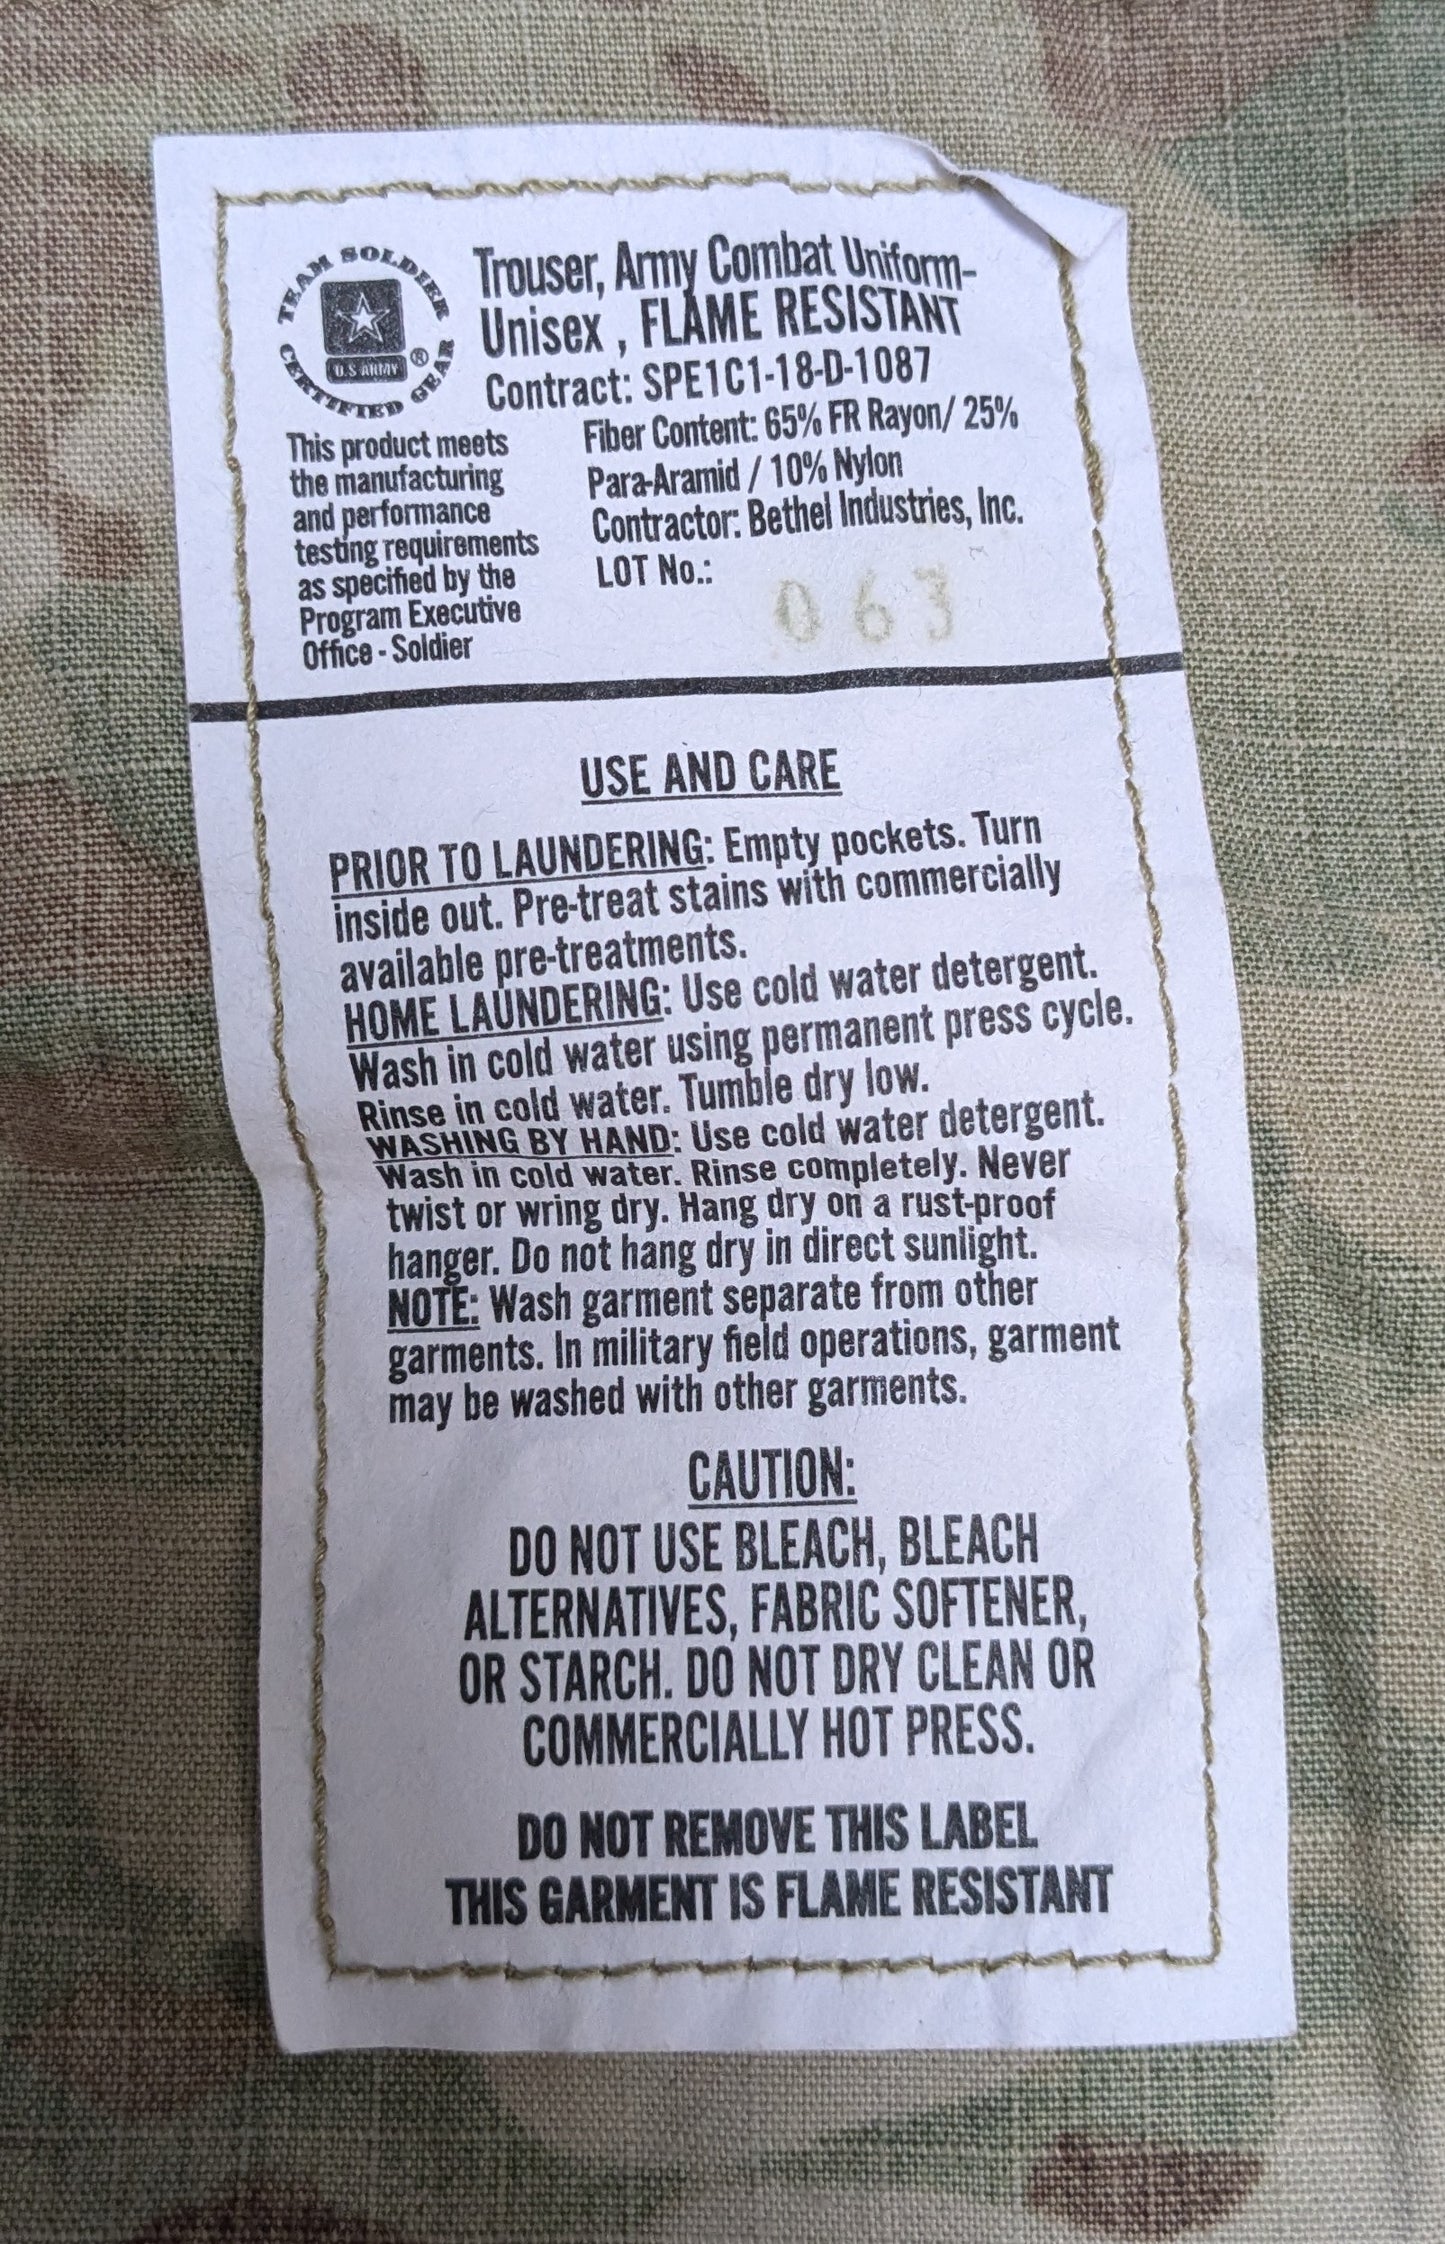 TEAM SOLDIER
CERTIFIED GEAR
U.S ARMY ®
Trouser, Army Combat Uniform-
Unisex , FLAME RESISTANT
Contract: SPE1C1-18-D-1087
This product meets
the manufacturing
and performance
testing requirements
as specified by the
Program Executive
Office - Soldier
Fiber Content: 65% FR Rayon/ 25%
Para-Aramid / 10% Nylon
Contractor: Bethel Industries, Inc.
LOT No.:
063
USE AND CARE
PRIOR TO LAUNDERING: Empty pockets. Turn
inside out. Pre-treat stains with commercially
available pre-treatments.
HOME LAUNDERING: Use cold water detergent.
Wash in cold water using permanent press cycle.
Rinse in cold water. Tumble dry low.
WASHING BY HAND: Use cold water detergent.
Wash in cold water. Rinse completely. Never
twist or wring dry. Hang dry on a rust-proof
hanger. Do not hang dry in direct sunlight.
NOTE: Wash garment separate from other
garments. In military field operations, garment
may be washed with other garments.
CAUTION:
DO NOT USE BLEACH, BLEACH
ALTERNATIVES, FABRIC SOFTENER,
OR STARCH. DO NOT DRY CLEAN OR
COMMERCIALLY HOT PRESS.
DO NOT REMOVE THIS LABEL
THIS GARMENT IS FLAME RESISTANT